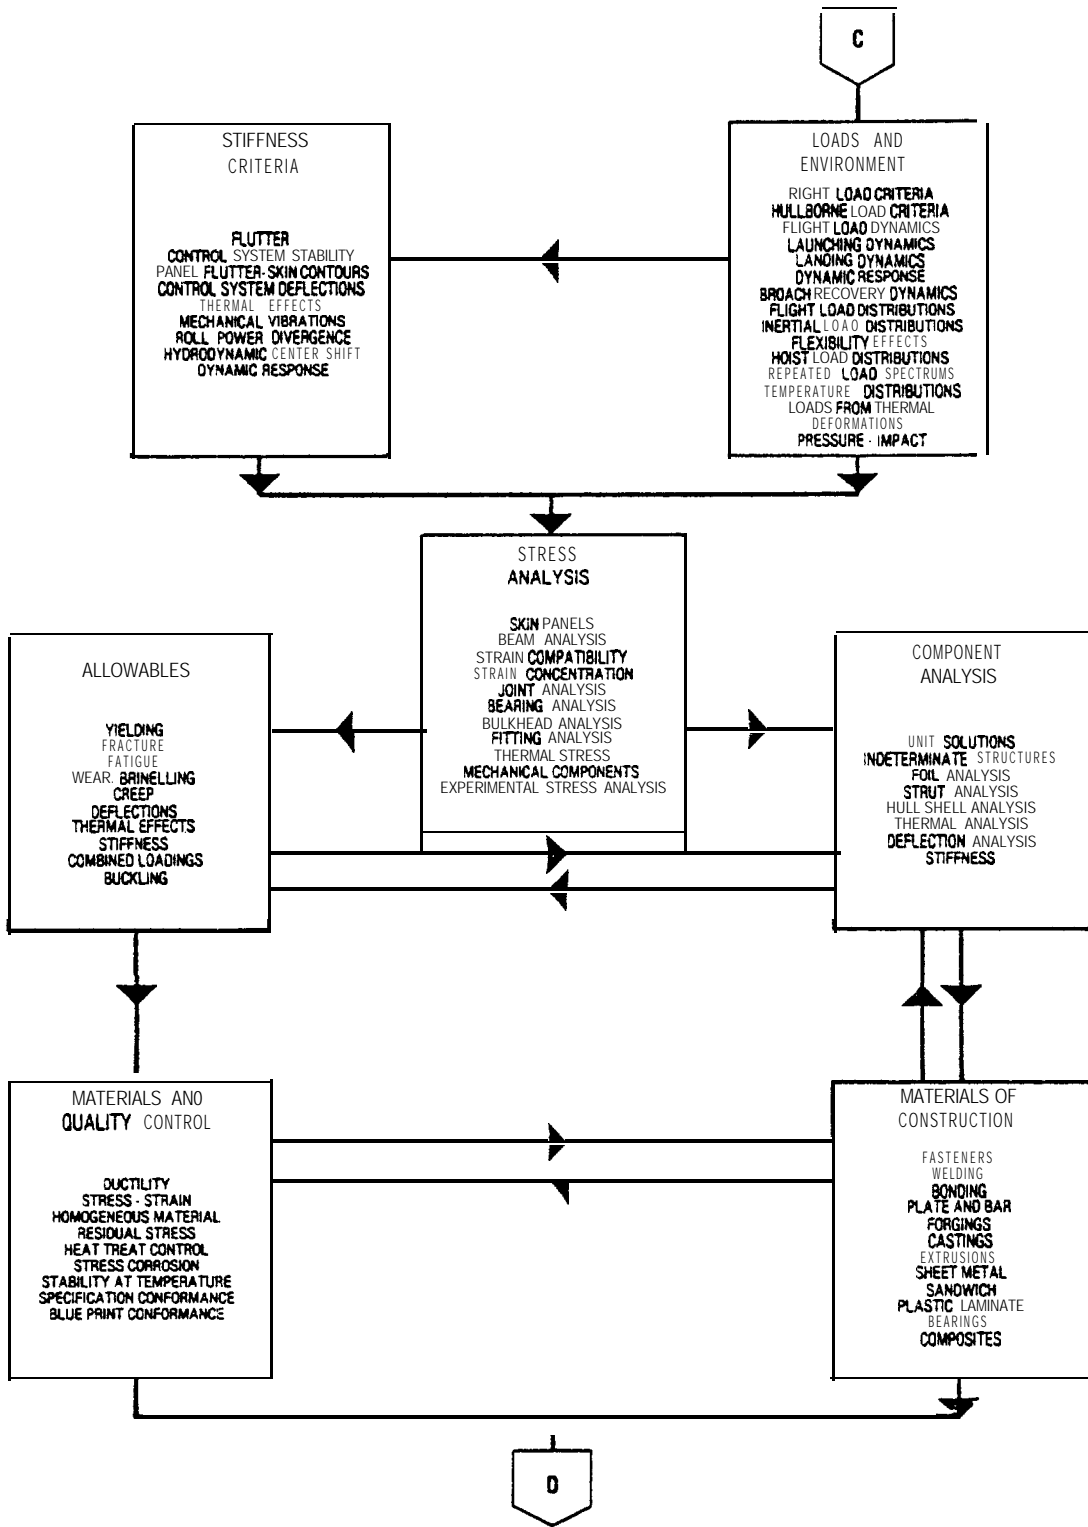 C
STIFFNESS
CRITERIA
FLUTTER
CONTROL SYSTEM STABILITY
PANEL FLUTTER-SKIN CONTOURS
CONTROL SYSTEM DEFLECTIONS
THERMAL EFFECTS
MECHANICAL VIBRATIONS
ROLL POWER DIVERGENCE
HYDRODYNAMIC CENTER SHIFT
DYNAMIC RESPONSE
LOADS AND
ENVIRONMENT
RIGHT LOAD CRITERIA
HULLBORNE LOAD CRITERIA
FLIGHT LOAD DYNAMICS
LAUNCHING DYNAMICS
LANDING DYNAMICS
DYNAMIC RESPONSE
BROACH RECOVERY DYNAMICS
FLIGHT LOAD DISTRIBUTIONS
INERTIAL LOAO DISTRIBUTIONS
FLEXIBILITY EFFECTS
HOIST LOAD DISTRIBUTIONS
REPEATED LOAD SPECTRUMS
TEMPERATURE DISTRIBUTIONS
LOADS FROM THERMAL
DEFORMATIONS
PRESSURE - IMPACT
STRESS
ANALYSIS
SKIN PANELS
BEAM ANALYSIS
STRAIN COMPATIBILITY
STRAIN CONCENTRATION
JOINT ANALYSIS
BEARING ANALYSIS
BULKHEAD ANALYSIS
FITTING ANALYSIS
THERMAL STRESS
MECHANICAL COMPONENTS
EXPERIMENTAL STRESS ANALYSIS
ALLOWABLES
YIELDING
FRACTURE
FATIGUE
WEAR. BRINELLING
CREEP
DEFLECTIONS
THERMAL EFFECTS
STIFFNESS
COMBINED LOADINGS
BUCKLING
COMPONENT
ANALYSIS
UNIT SOLUTIONS
INDETERMINATE STRUCTURES
FOIL ANALYSIS
STRUT ANALYSIS
HULL SHELL ANALYSIS
THERMAL ANALYSIS
DEFLECTION ANALYSIS
STIFFNESS
MATERIALS AN0
QUALITY CONTROL
DUCTILITY
STRESS - STRAIN
HOMOGENEOUS MATERIAL
RESIDUAL STRESS
HEAT TREAT CONTROL
STRESS CORROSION
STABILITY AT TEMPERATURE
SPECIFICATION CONFORMANCE
BLUE PRINT CONFORMANCE
MATERIALS OF
CONSTRUCTION
FASTENERS
WELDING
BONDING
PLATE AND BAR
FORGINGS
CASTINGS
EXTRUSIONS
SHEET METAL
SANDWICH
PLASTIC LAMINATE
BEARINGS
COMPOSITES
D